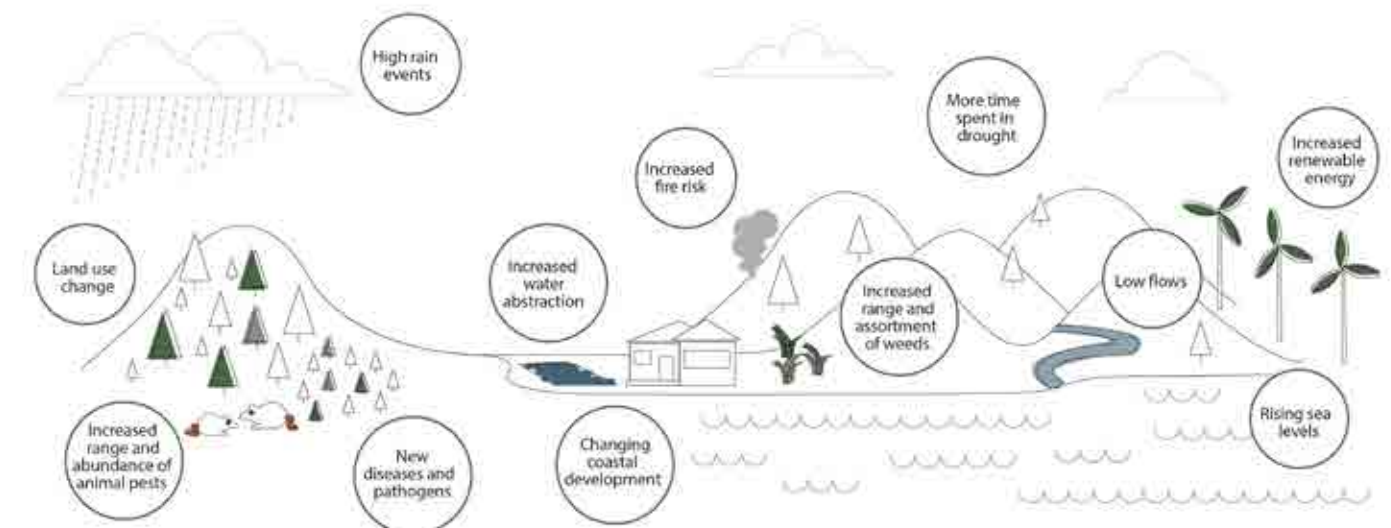 High rain
events
More time
spent in
drought
Increased
fire risk
Increased
renewable
energy
Land use
change
Increased
water
abstraction
Increased
range and
assortment
of weeds
Low flows
Increased
range and
abundance of
animal pests
New
diseases and
pathogens
Changing
coastal
development
Rising sea
levels